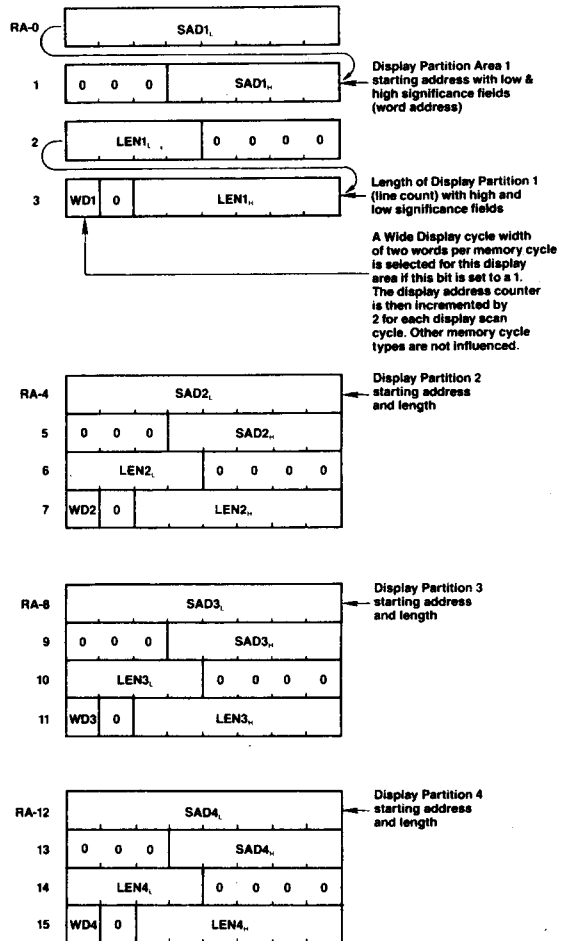 RA-0 SAD1L
1 0 0 0 SAD1H
Display Partition Area 1
starting address with low &
high significance fields
(word address)
2 LEN1L 0 0 0 0
3 WD1 0 LEN1H
Length of Display Partition 1
(line count) with high and
low significance fields
A Wide Display cycle width
of two words per memory cycle
is selected for this display
area if this bit is set to a 1.
The display address counter
is then incremented by
2 for each display scan
cycle. Other memory cycle
types are not influenced.
RA-4 SAD2L
Display Partition 2
starting address
and length
5 0 0 0 SAD2H
6 LEN2L 0 0 0 0
7 WD2 0 LEN2H
RA-8 SAD3L
Display Partition 3
starting address
and length
9 0 0 0 SAD3H
10 LEN3L 0 0 0 0
11 WD3 0 LEN3H
RA-12 SAD4L
Display Partition 4
starting address
and length
13 0 0 0 SAD4H
14 LEN4L 0 0 0 0
15 WD4 0 LEN4H